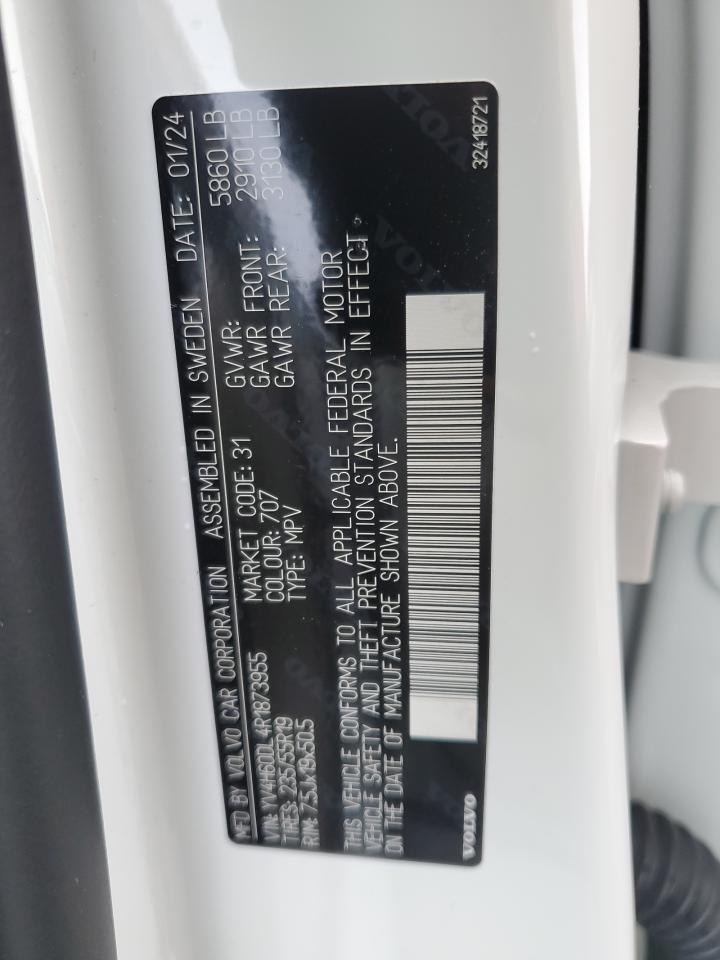 MFD BY VOLVO CAR CORPORATION ASSEMBLED IN SWEDEN DATE: 01/24
VIN: YV4H60DL4R1873955 MARKET CODE: 31 GVWR: 5860 LB
TIRES: 235/55R19 COLOUR: 707 GAWR FRONT: 2910 LB
RIM: 7.5Jx19x50.5 TYPE: MPV GAWR REAR: 3130 LB
THIS VEHICLE CONFORMS TO ALL APPLICABLE FEDERAL MOTOR
VEHICLE SAFETY AND THEFT PREVENTION STANDARDS IN EFFECT
ON THE DATE OF MANUFACTURE SHOWN ABOVE.
VOLVO 32418721